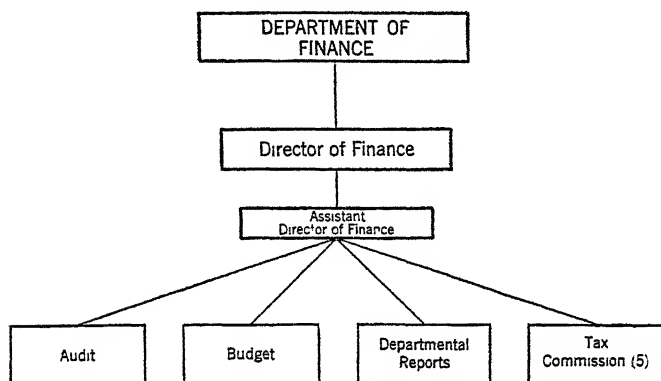 DEPARTMENT OF
FINANCE
Director of Finance
Assistant
Director of Finance
Audit
Budget
Departmental
Reports
Tax
Commission (5)